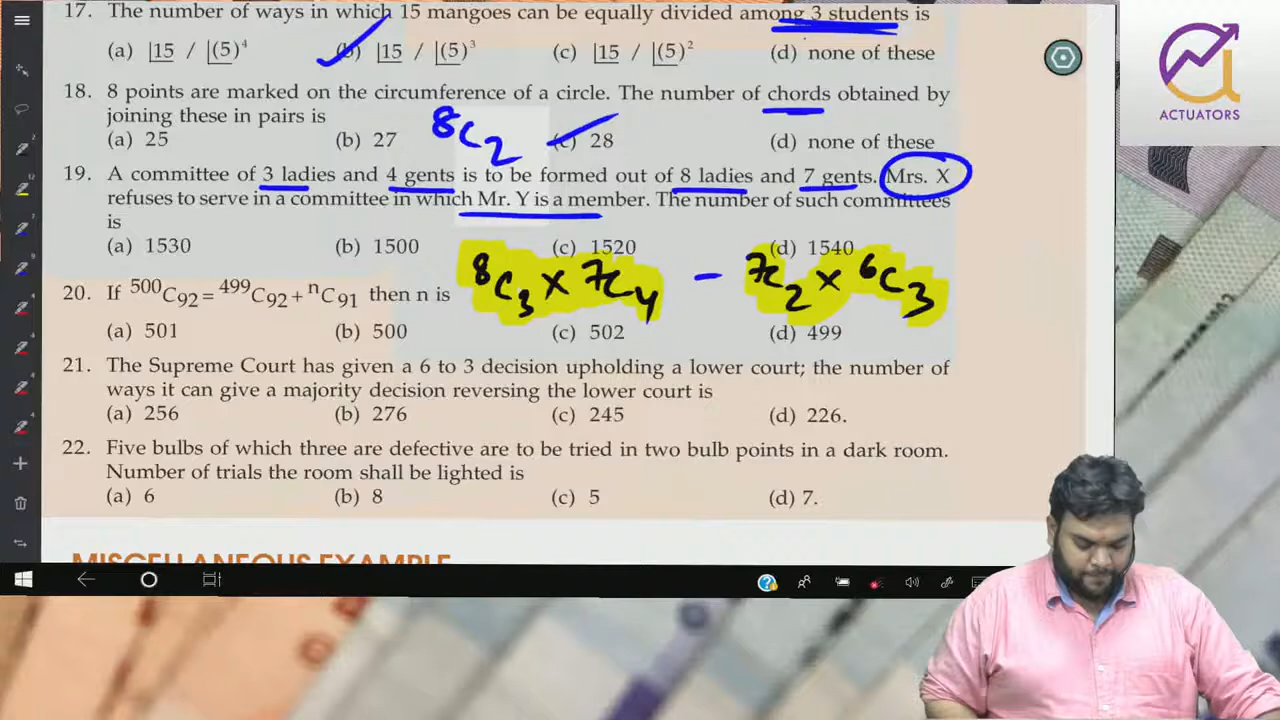 17. The number of ways in which 15 mangoes can be equally divided among 3 students is
(a) |15 / |(5)⁴ (b) |15 / |(5)³ (c) |15 / |(5)² (d) none of these
18. 8 points are marked on the circumference of a circle. The number of chords obtained by
joining these in pairs is
(a) 25 (b) 27 (c) 28 (d) none of these
⁸C₂
19. A committee of 3 ladies and 4 gents is to be formed out of 8 ladies and 7 gents. Mrs. X
refuses to serve in a committee in which Mr. Y is a member. The number of such committees
is
(a) 1530 (b) 1500 (c) 1520 (d) 1540
⁸C₃ × ⁷C₄ – ⁷C₂ × ⁶C₃
20. If ⁵⁰⁰C₉₂ = ⁴⁹⁹C₉₂ + ⁿC₉₁ then n is
(a) 501 (b) 500 (c) 502 (d) 499
21. The Supreme Court has given a 6 to 3 decision upholding a lower court; the number of
ways it can give a majority decision reversing the lower court is
(a) 256 (b) 276 (c) 245 (d) 226.
22. Five bulbs of which three are defective are to be tried in two bulb points in a dark room.
Number of trials the room shall be lighted is
(a) 6 (b) 8 (c) 5 (d) 7.
MISCELLANEOUS EXAMPLE
ACTUATORS